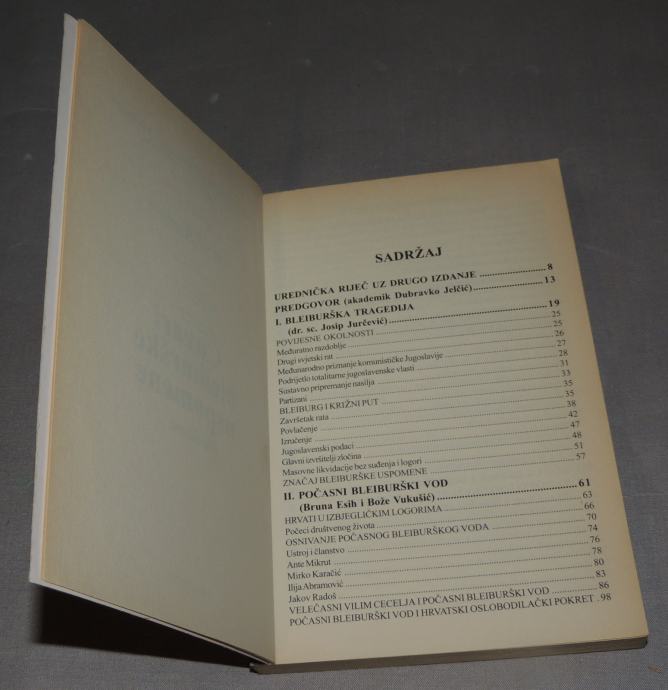 SADRŽAJ
UREDNIČKA RIJEČ UZ DRUGO IZDANJE ........ 8
PREDGOVOR (akademik Dubravko Jelčić) ........ 13
I. BLEIBURŠKA TRAGEDIJA
(dr. sc. Josip Jurčević) ........ 19
POVIJESNE OKOLNOSTI ........ 25
Međuratno razdoblje ........ 25
Drugi svjetski rat ........ 26
Međunarodno priznanje komunističke Jugoslavije ........ 27
Podrijetlo totalitarne jugoslavenske vlasti ........ 28
Sustavno pripremanje nasilja ........ 31
Partizani ........ 33
BLEIBURG I KRIŽNI PUT ........ 35
Završetak rata ........ 35
Povlačenje ........ 38
Izručenje ........ 42
Jugoslavenski podaci ........ 47
Glavni izvršitelji zločina ........ 48
Masovne likvidacije bez suđenja i logori ........ 51
ZNAČAJ BLEIBURŠKE USPOMENE ........ 57
II. POČASNI BLEIBURŠKI VOD
(Bruna Esih i Bože Vukušić) ........ 61
HRVATI U IZBJEGLIČKIM LOGORIMA ........ 63
Počeci društvenog života ........ 66
OSNIVANJE POČASNOG BLEIBURŠKOG VODA ........ 70
Ustroj i članstvo ........ 74
Ante Mikrut ........ 76
Mirko Karačić ........ 78
Ilija Abramović ........ 80
Jakov Radoš ........ 83
VELEČASNI VILIM CECELJA I POČASNI BLEIBURŠKI VOD ........ 86
POČASNI BLEIBURŠKI VOD I HRVATSKI OSLOBODILAČKI POKRET . 98